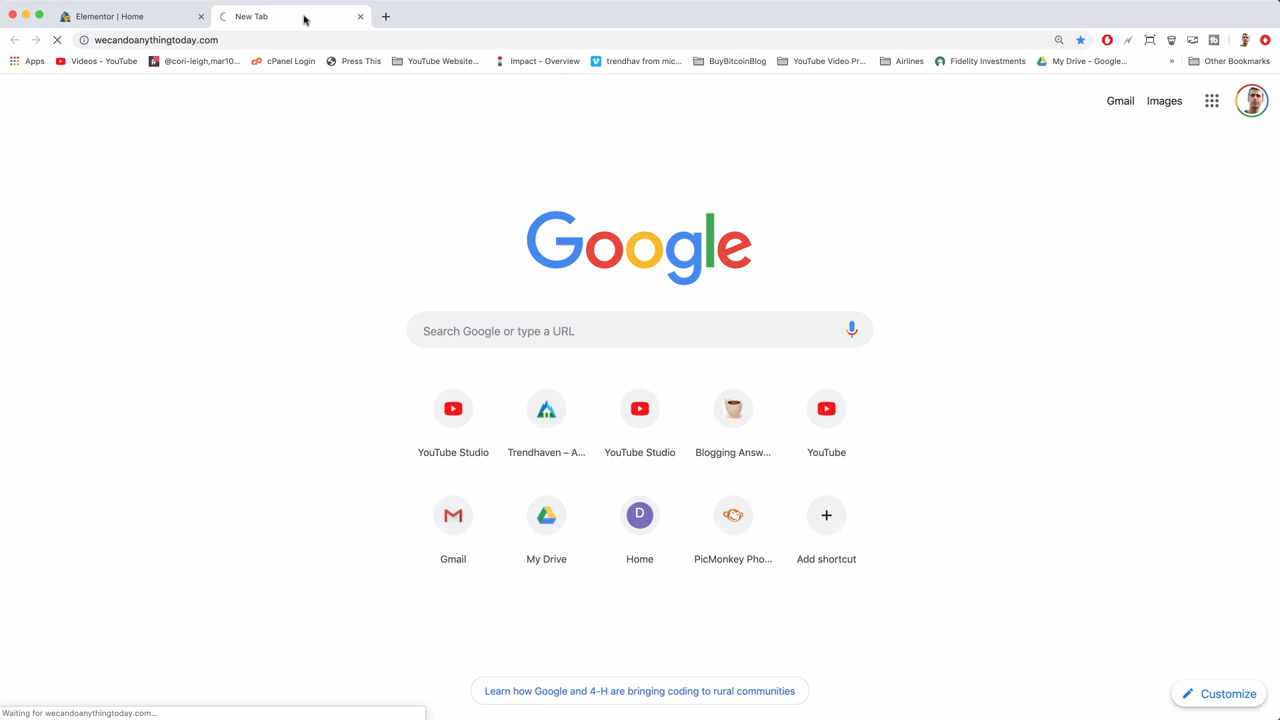 Elementor | Home
New Tab
wecandoanythingtoday.com
Apps
Videos - YouTube
@cori-leigh,mar10...
cPanel Login
Press This
YouTube Website...
Impact - Overview
trendhav from mic...
BuyBitcoinBlog
YouTube Video Pr...
Airlines
Fidelity Investments
My Drive - Google...
»
Other Bookmarks
Gmail
Images
Google
Search Google or type a URL
YouTube Studio
Trendhaven – A...
YouTube Studio
Blogging Answ...
YouTube
D
Gmail
My Drive
Home
PicMonkey Pho...
Add shortcut
Learn how Google and 4-H are bringing coding to rural communities
Customize
Waiting for wecandoanythingtoday.com...